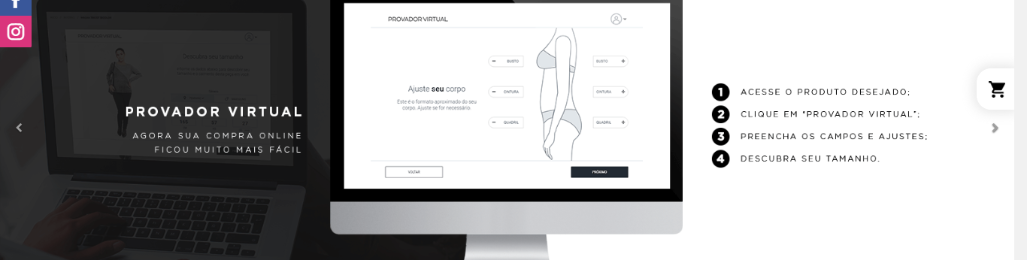 PROVADOR VIRTUAL
AGORA SUA COMPRA ONLINE
FICOU MUITO MAIS FÁCIL
PROVADOR VIRTUAL
Ajuste seu corpo
Este é o formato aproximado do seu
corpo. Ajuste se for necessário.
BUSTO
CINTURA
QUADRIL
BUSTO
CINTURA
QUADRIL
VOLTAR
PRÓXIMO
1 ACESSE O PRODUTO DESEJADO;
2 CLIQUE EM "PROVADOR VIRTUAL";
3 PREENCHA OS CAMPOS E AJUSTES;
4 DESCUBRA SEU TAMANHO.